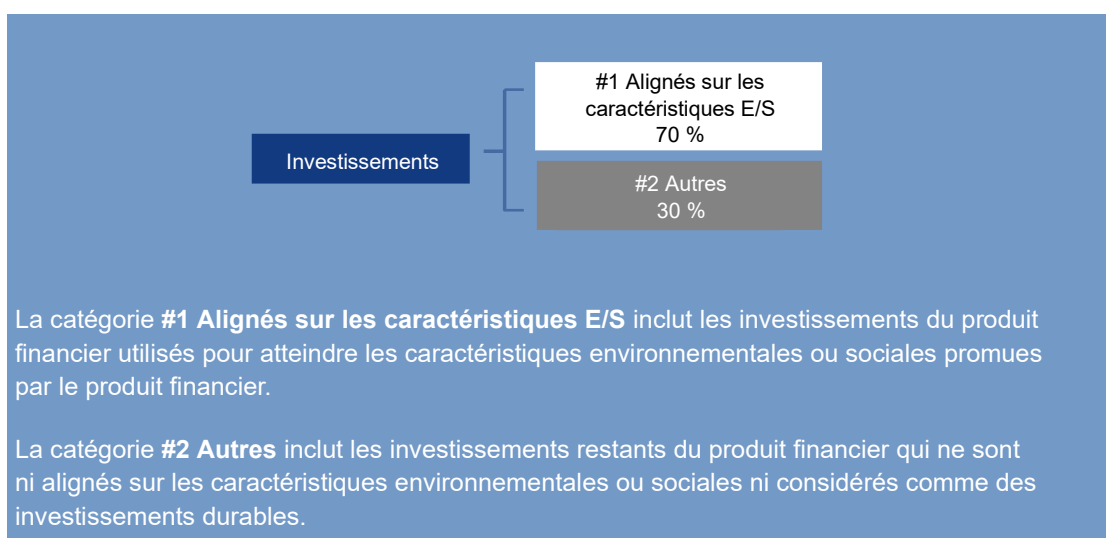 #1 Alignés sur les
caractéristiques E/S
70 %
Investissements
#2 Autres
30 %
La catégorie #1 Alignés sur les caractéristiques E/S inclut les investissements du produit
financier utilisés pour atteindre les caractéristiques environnementales ou sociales promues
par le produit financier.
La catégorie #2 Autres inclut les investissements restants du produit financier qui ne sont
ni alignés sur les caractéristiques environnementales ou sociales ni considérés comme des
investissements durables.